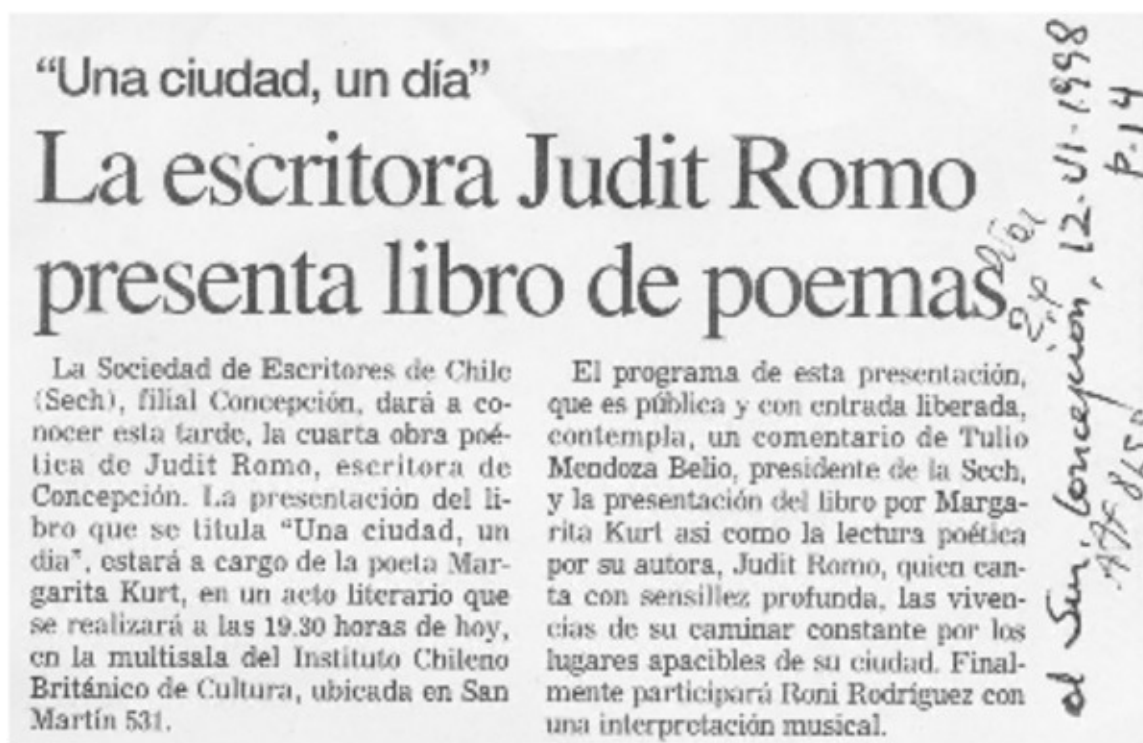 “Una ciudad, un día”
La escritora Judit Romo
presenta libro de poemas
La Sociedad de Escritores de Chile
(Sech), filial Concepción, dará a co-
nocer esta tarde, la cuarta obra poé-
tica de Judit Romo, escritora de
Concepción. La presentación del li-
bro que se titula “Una ciudad, un
dia”, estará a cargo de la poeta Mar-
garita Kurt, en un acto literario que
se realizará a las 19.30 horas de hoy,
en la multisala del Instituto Chileno
Británico de Cultura, ubicada en San
Martín 531.
El programa de esta presentación,
que es pública y con entrada liberada,
contempla, un comentario de Tulio
Mendoza Belio, presidente de la Sech,
y la presentación del libro por Marga-
rita Kurt asi como la lectura poética
por su autora, Judit Romo, quien can-
ta con sensillez profunda, las viven-
cias de su caminar constante por los
lugares apacibles de su ciudad. Final-
mente participará Roni Rodríguez con
una interpretación musical.
el Sur, Concepción, 12-VI-1998
p.14